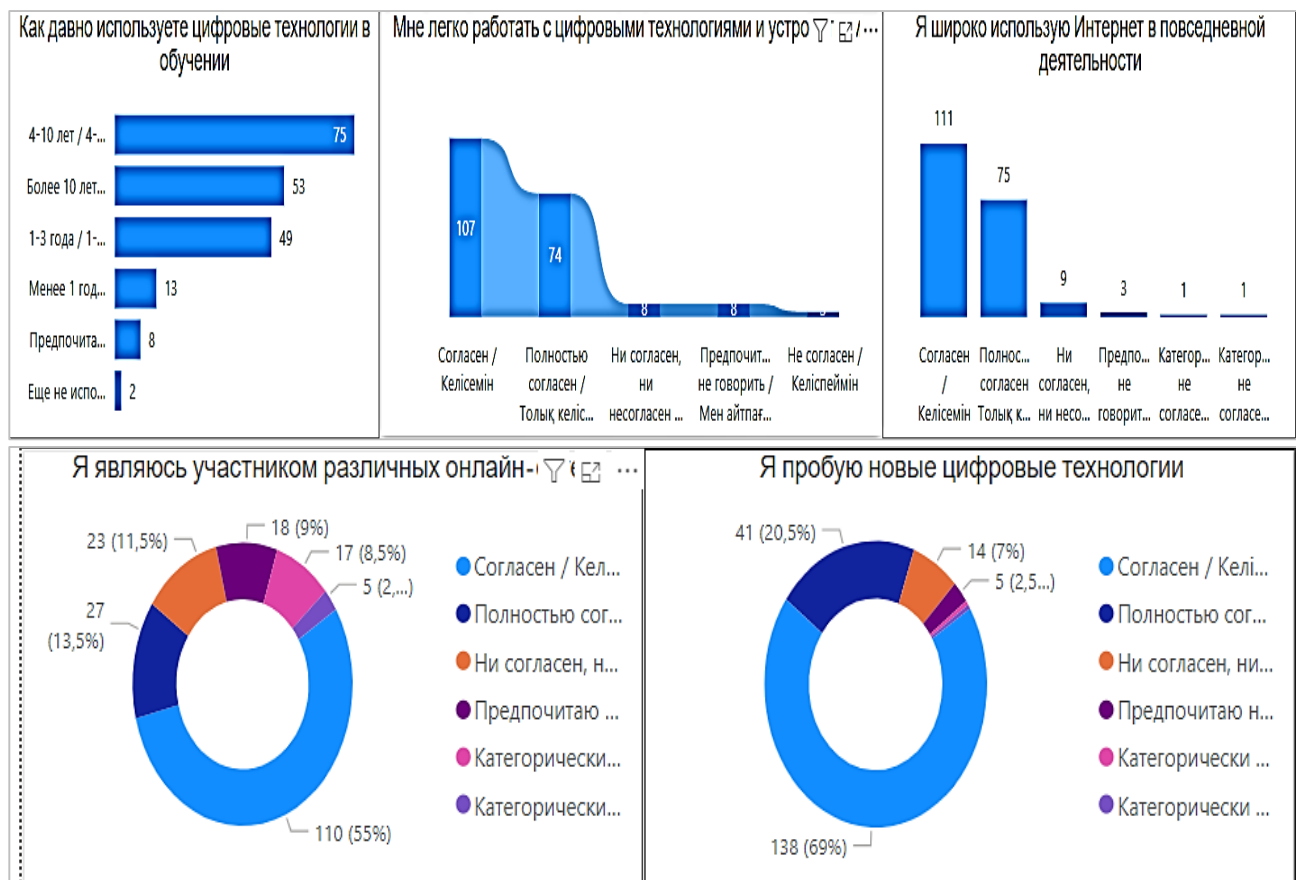 Как давно используете цифровые технологии в
обучении
4-10 лет / 4-...
75
Более 10 лет...
53
1-3 года / 1-...
49
Менее 1 год...
13
Предпочита...
8
Еще не испо...
2
Мне легко работать с цифровыми технологиями и устро /...
107
74
8
8
Согласен /
Келісемін
Полностью
согласен /
Толық келіс...
Ни согласен,
ни
несогласен ...
Предпочит...
не говорить /
Мен айтпағ...
Не согласен /
Келіспеймін
Я широко использую Интернет в повседневной
деятельности
111
75
9
3
1
1
Согласен
/
Келісемін
Полнос...
согласен
Толық к...
Ни
согласен,
ни несо...
Предпо...
не
говорит...
Категор...
не
согласе...
Категор...
не
согласе...
Я являюсь участником различных онлайн- ...
18 (9%)
23 (11,5%)
17 (8,5%)
5 (2,...)
27
(13,5%)
110 (55%)
Согласен / Кел...
Полностью сог...
Ни согласен, н...
Предпочитаю ...
Категорически...
Категорически...
Я пробую новые цифровые технологии
41 (20,5%)
14 (7%)
5 (2,5...)
138 (69%)
Согласен / Келі...
Полностью сог...
Ни согласен, ни...
Предпочитаю н...
Категорически ...
Категорически ...